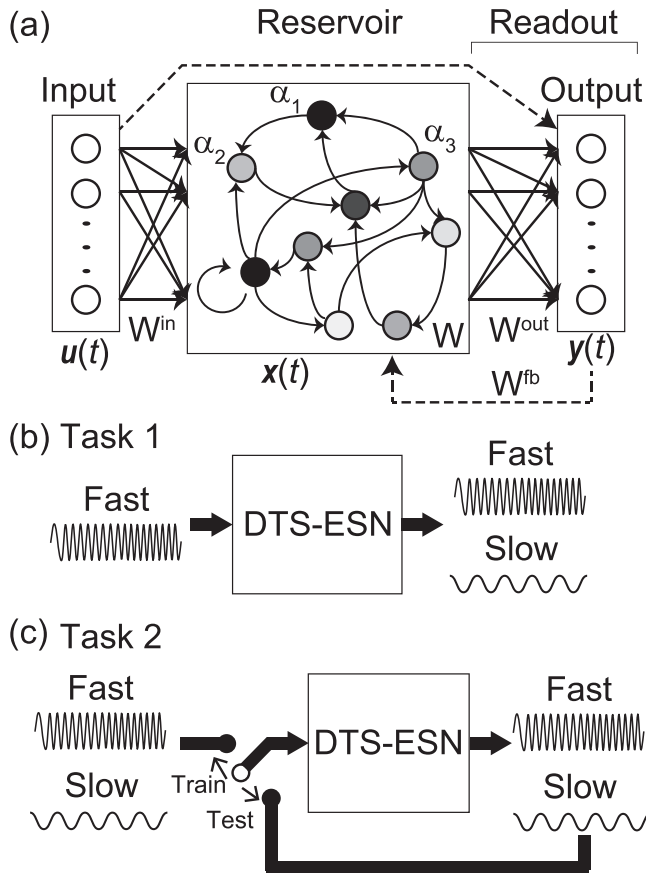 (a)
Reservoir
Readout
Input
Output
α1
α2
α3
Win
W
Wout
u(t)
x(t)
y(t)
Wfb
(b) Task 1
Fast
Fast
DTS-ESN
Slow
(c) Task 2
Fast
Fast
DTS-ESN
Train
Slow
Slow
Test